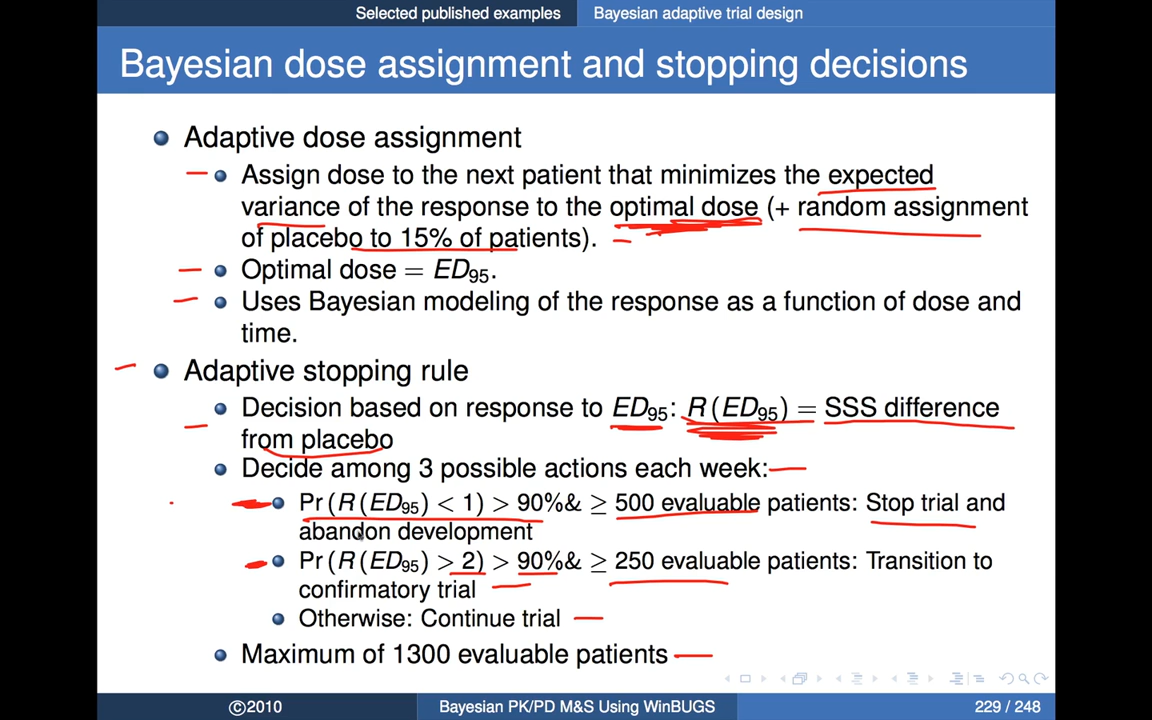 Selected published examples Bayesian adaptive trial design
Bayesian dose assignment and stopping decisions
Adaptive dose assignment
Assign dose to the next patient that minimizes the expected
variance of the response to the optimal dose (+ random assignment
of placebo to 15% of patients).
Optimal dose = ED95.
Uses Bayesian modeling of the response as a function of dose and
time.
Adaptive stopping rule
Decision based on response to ED95: R(ED95) = SSS difference
from placebo
Decide among 3 possible actions each week:
Pr(R(ED95) < 1) > 90%& ≥ 500 evaluable patients: Stop trial and
abandon development
Pr(R(ED95) > 2) > 90%& ≥ 250 evaluable patients: Transition to
confirmatory trial
Otherwise: Continue trial
Maximum of 1300 evaluable patients
©2010 Bayesian PK/PD M&S Using WinBUGS 229 / 248